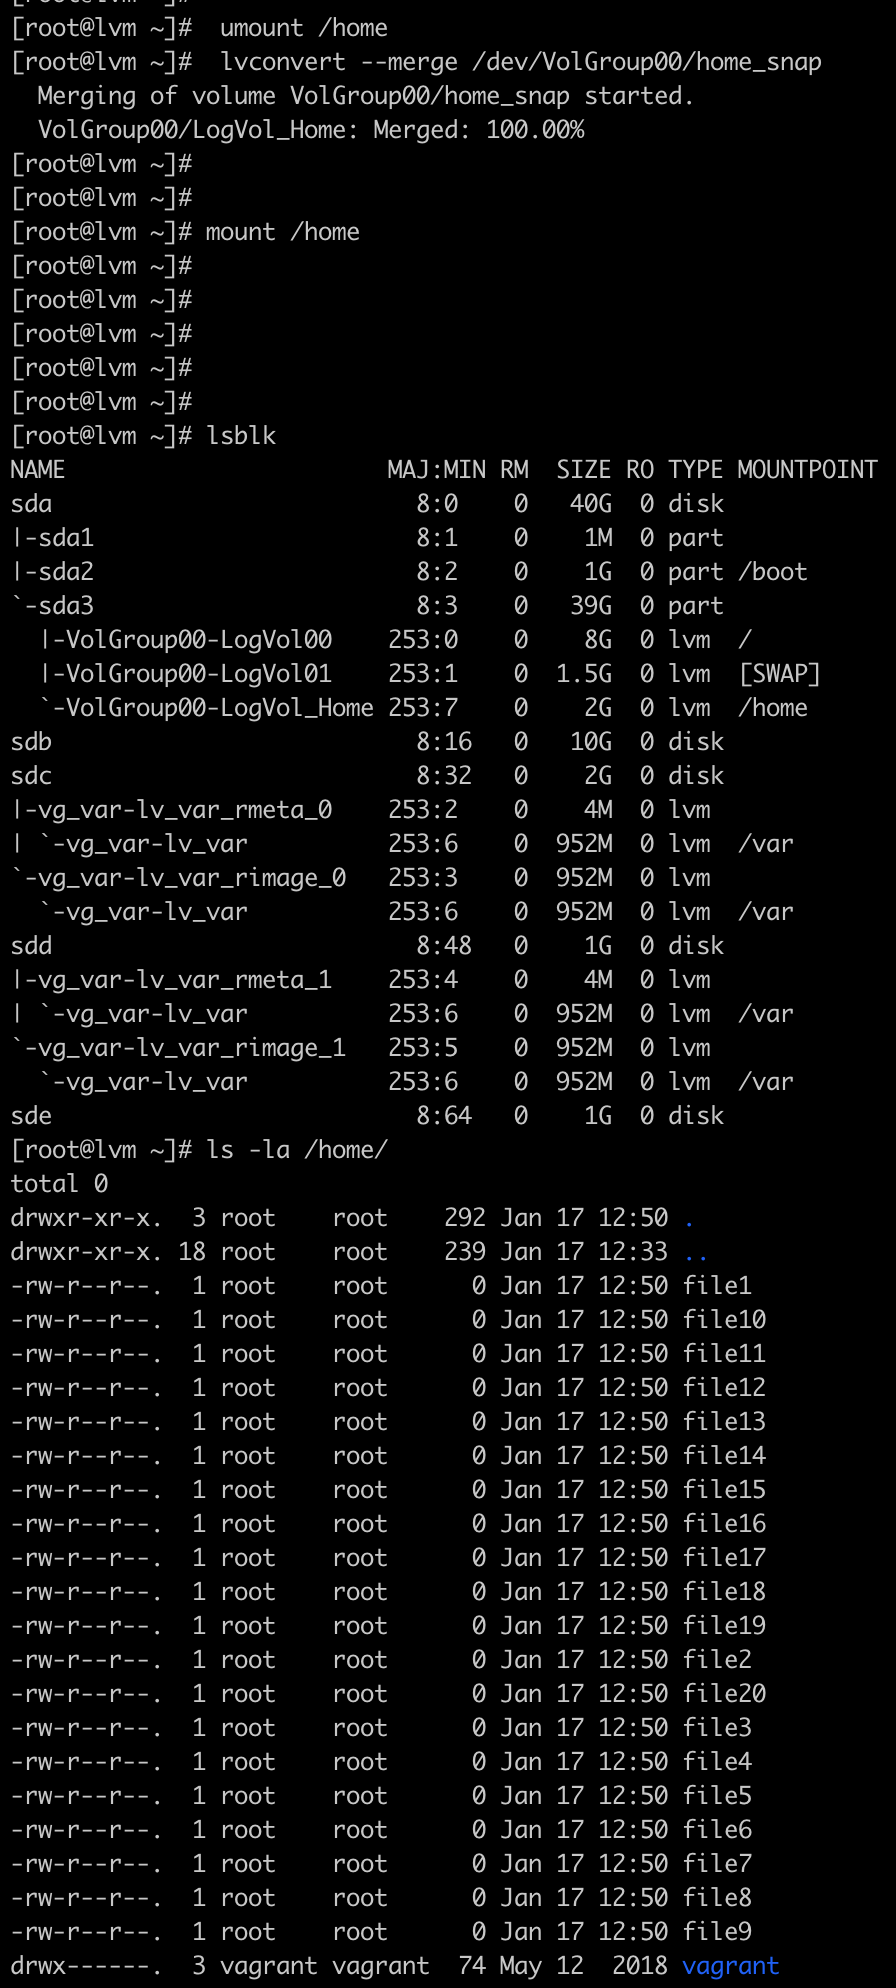 [root@lvm ~]#  umount /home
[root@lvm ~]#  lvconvert --merge /dev/VolGroup00/home_snap
  Merging of volume VolGroup00/home_snap started.
  VolGroup00/LogVol_Home: Merged: 100.00%
[root@lvm ~]#
[root@lvm ~]#
[root@lvm ~]# mount /home
[root@lvm ~]#
[root@lvm ~]#
[root@lvm ~]#
[root@lvm ~]#
[root@lvm ~]#
[root@lvm ~]# lsblk
NAME                       MAJ:MIN RM  SIZE RO TYPE MOUNTPOINT
sda                          8:0    0   40G  0 disk
|-sda1                       8:1    0    1M  0 part
|-sda2                       8:2    0    1G  0 part /boot
`-sda3                       8:3    0   39G  0 part
  |-VolGroup00-LogVol00    253:0    0    8G  0 lvm  /
  |-VolGroup00-LogVol01    253:1    0  1.5G  0 lvm  [SWAP]
  `-VolGroup00-LogVol_Home 253:7    0    2G  0 lvm  /home
sdb                          8:16   0   10G  0 disk
sdc                          8:32   0    2G  0 disk
|-vg_var-lv_var_rmeta_0    253:2    0    4M  0 lvm
| `-vg_var-lv_var          253:6    0  952M  0 lvm  /var
`-vg_var-lv_var_rimage_0   253:3    0  952M  0 lvm
  `-vg_var-lv_var          253:6    0  952M  0 lvm  /var
sdd                          8:48   0    1G  0 disk
|-vg_var-lv_var_rmeta_1    253:4    0    4M  0 lvm
| `-vg_var-lv_var          253:6    0  952M  0 lvm  /var
`-vg_var-lv_var_rimage_1   253:5    0  952M  0 lvm
  `-vg_var-lv_var          253:6    0  952M  0 lvm  /var
sde                          8:64   0    1G  0 disk
[root@lvm ~]# ls -la /home/
total 0
drwxr-xr-x.  3 root    root    292 Jan 17 12:50 .
drwxr-xr-x. 18 root    root    239 Jan 17 12:33 ..
-rw-r--r--.  1 root    root      0 Jan 17 12:50 file1
-rw-r--r--.  1 root    root      0 Jan 17 12:50 file10
-rw-r--r--.  1 root    root      0 Jan 17 12:50 file11
-rw-r--r--.  1 root    root      0 Jan 17 12:50 file12
-rw-r--r--.  1 root    root      0 Jan 17 12:50 file13
-rw-r--r--.  1 root    root      0 Jan 17 12:50 file14
-rw-r--r--.  1 root    root      0 Jan 17 12:50 file15
-rw-r--r--.  1 root    root      0 Jan 17 12:50 file16
-rw-r--r--.  1 root    root      0 Jan 17 12:50 file17
-rw-r--r--.  1 root    root      0 Jan 17 12:50 file18
-rw-r--r--.  1 root    root      0 Jan 17 12:50 file19
-rw-r--r--.  1 root    root      0 Jan 17 12:50 file2
-rw-r--r--.  1 root    root      0 Jan 17 12:50 file20
-rw-r--r--.  1 root    root      0 Jan 17 12:50 file3
-rw-r--r--.  1 root    root      0 Jan 17 12:50 file4
-rw-r--r--.  1 root    root      0 Jan 17 12:50 file5
-rw-r--r--.  1 root    root      0 Jan 17 12:50 file6
-rw-r--r--.  1 root    root      0 Jan 17 12:50 file7
-rw-r--r--.  1 root    root      0 Jan 17 12:50 file8
-rw-r--r--.  1 root    root      0 Jan 17 12:50 file9
drwx------.  3 vagrant vagrant  74 May 12  2018 vagrant